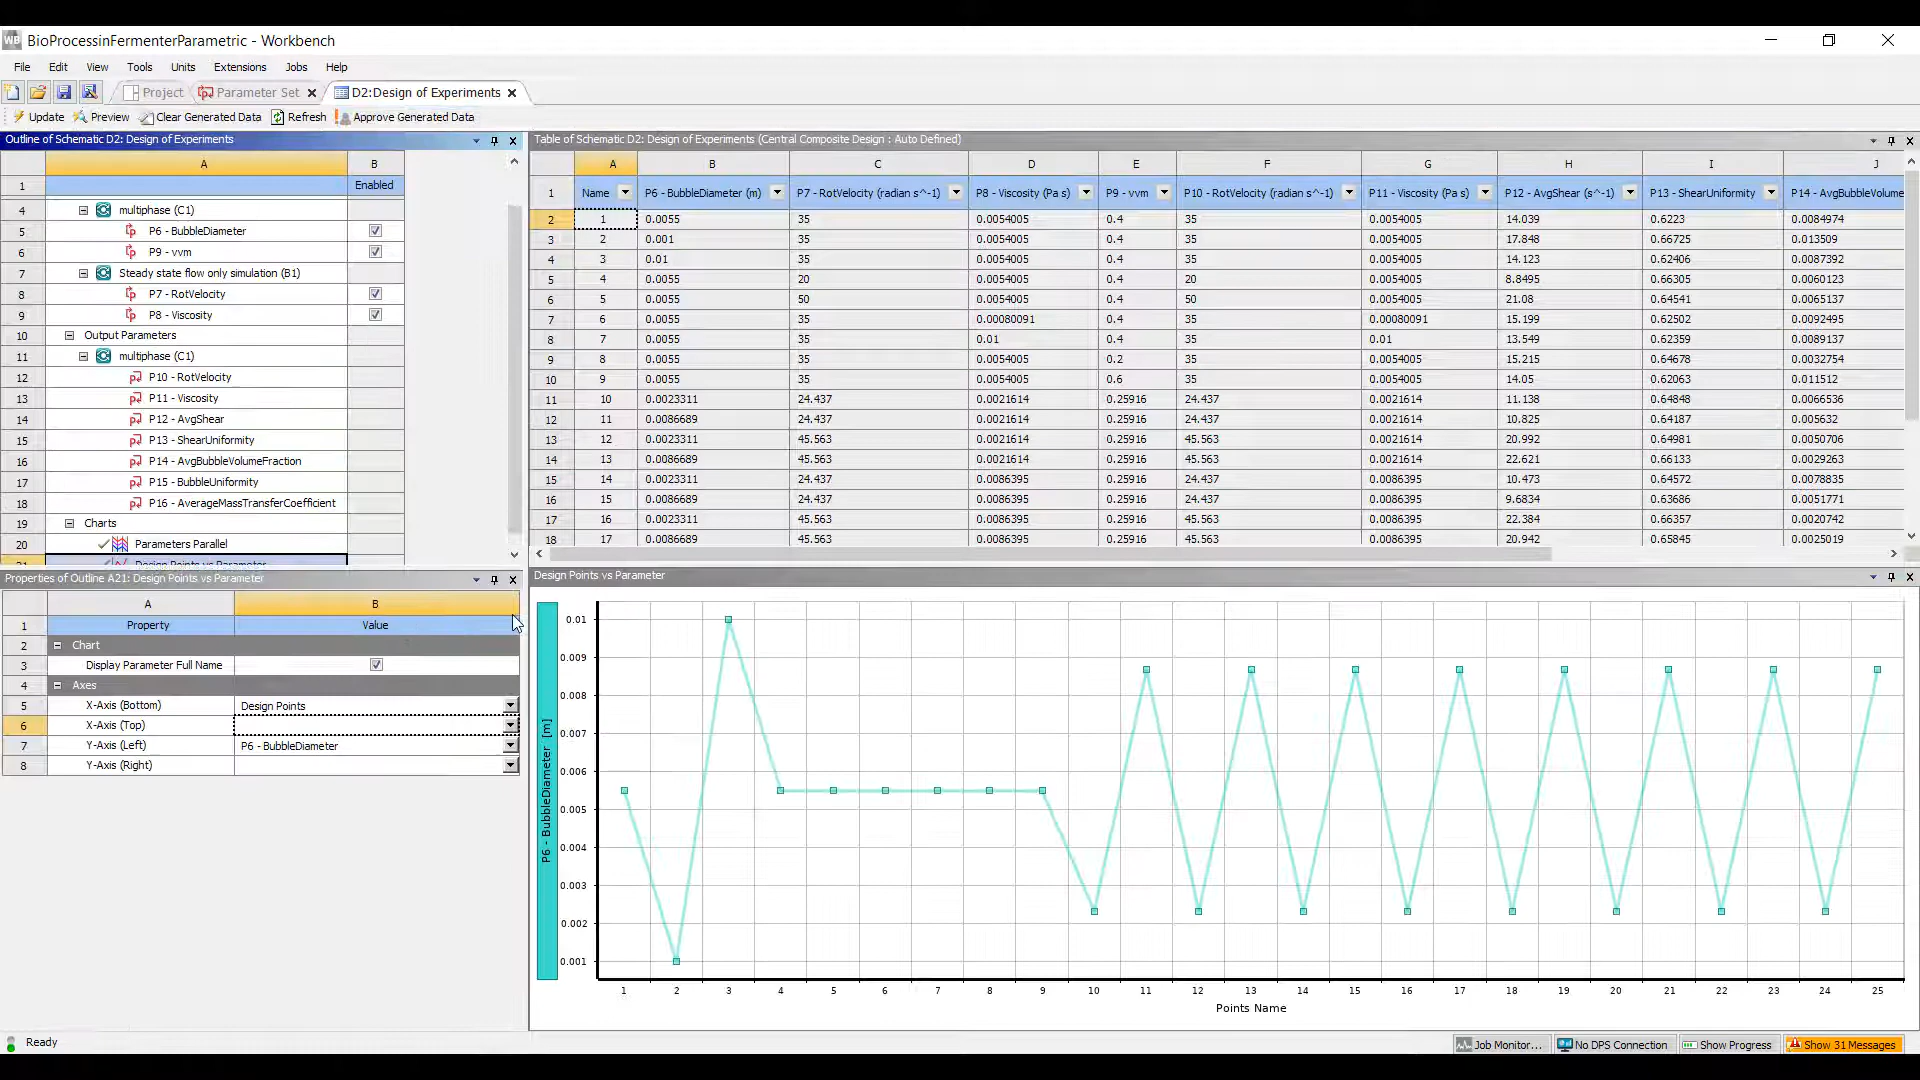 WB BioProcessinFermenterParametric - Workbench
File Edit View Tools Units Extensions Jobs Help
Project Parameter Set D2:Design of Experiments
Update Preview Clear Generated Data Refresh Approve Generated Data
Outline of Schematic D2: Design of Experiments
A B
1 Enabled
4 multiphase (C1)
5 P6 - BubbleDiameter
6 P9 - vvm
7 Steady state flow only simulation (B1)
8 P7 - RotVelocity
9 P8 - Viscosity
10 Output Parameters
11 multiphase (C1)
12 P10 - RotVelocity
13 P11 - Viscosity
14 P12 - AvgShear
15 P13 - ShearUniformity
16 P14 - AvgBubbleVolumeFraction
17 P15 - BubbleUniformity
18 P16 - AverageMassTransferCoefficient
19 Charts
20 Parameters Parallel
21 Design Points vs Parameter
Table of Schematic D2: Design of Experiments (Central Composite Design : Auto Defined)
A B C D E F G H I J
1 Name P6 - BubbleDiameter (m) P7 - RotVelocity (radian s^-1) P8 - Viscosity (Pa s) P9 - vvm P10 - RotVelocity (radian s^-1) P11 - Viscosity (Pa s) P12 - AvgShear (s^-1) P13 - ShearUniformity P14 - AvgBubbleVolume
2 1 0.0055 35 0.0054005 0.4 35 0.0054005 14.039 0.6223 0.0084974
3 2 0.001 35 0.0054005 0.4 35 0.0054005 17.848 0.66725 0.013509
4 3 0.01 35 0.0054005 0.4 35 0.0054005 14.123 0.62406 0.0087392
5 4 0.0055 20 0.0054005 0.4 20 0.0054005 8.8495 0.66305 0.0060123
6 5 0.0055 50 0.0054005 0.4 50 0.0054005 21.08 0.64541 0.0065137
7 6 0.0055 35 0.00080091 0.4 35 0.00080091 15.199 0.62502 0.0092495
8 7 0.0055 35 0.01 0.4 35 0.01 13.549 0.62359 0.0089137
9 8 0.0055 35 0.0054005 0.2 35 0.0054005 15.215 0.64678 0.0032754
10 9 0.0055 35 0.0054005 0.6 35 0.0054005 14.05 0.62063 0.011512
11 10 0.0023311 24.437 0.0021614 0.25916 24.437 0.0021614 11.138 0.64848 0.0066536
12 11 0.0086689 24.437 0.0021614 0.25916 24.437 0.0021614 10.825 0.64187 0.005632
13 12 0.0023311 45.563 0.0021614 0.25916 45.563 0.0021614 20.992 0.64981 0.0050706
14 13 0.0086689 45.563 0.0021614 0.25916 45.563 0.0021614 22.621 0.66133 0.0029263
15 14 0.0023311 24.437 0.0086395 0.25916 24.437 0.0086395 10.473 0.64572 0.0078835
16 15 0.0086689 24.437 0.0086395 0.25916 24.437 0.0086395 9.6834 0.63686 0.0051771
17 16 0.0023311 45.563 0.0086395 0.25916 45.563 0.0086395 22.384 0.66357 0.0020742
18 17 0.0086689 45.563 0.0086395 0.25916 45.563 0.0086395 20.942 0.65845 0.0025019
Properties of Outline A21: Design Points vs Parameter
A B
1 Property Value
2 Chart
3 Display Parameter Full Name
4 Axes
5 X-Axis (Bottom) Design Points
6 X-Axis (Top)
7 Y-Axis (Left) P6 - BubbleDiameter
8 Y-Axis (Right)
Design Points vs Parameter
P6 - BubbleDiameter [m]
0.01
0.009
0.008
0.007
0.006
0.005
0.004
0.003
0.002
0.001
1 2 3 4 5 6 7 8 9 10 11 12 13 14 15 16 17 18 19 20 21 22 23 24 25
Points Name
Ready
Job Monitor... No DPS Connection Show Progress Show 31 Messages